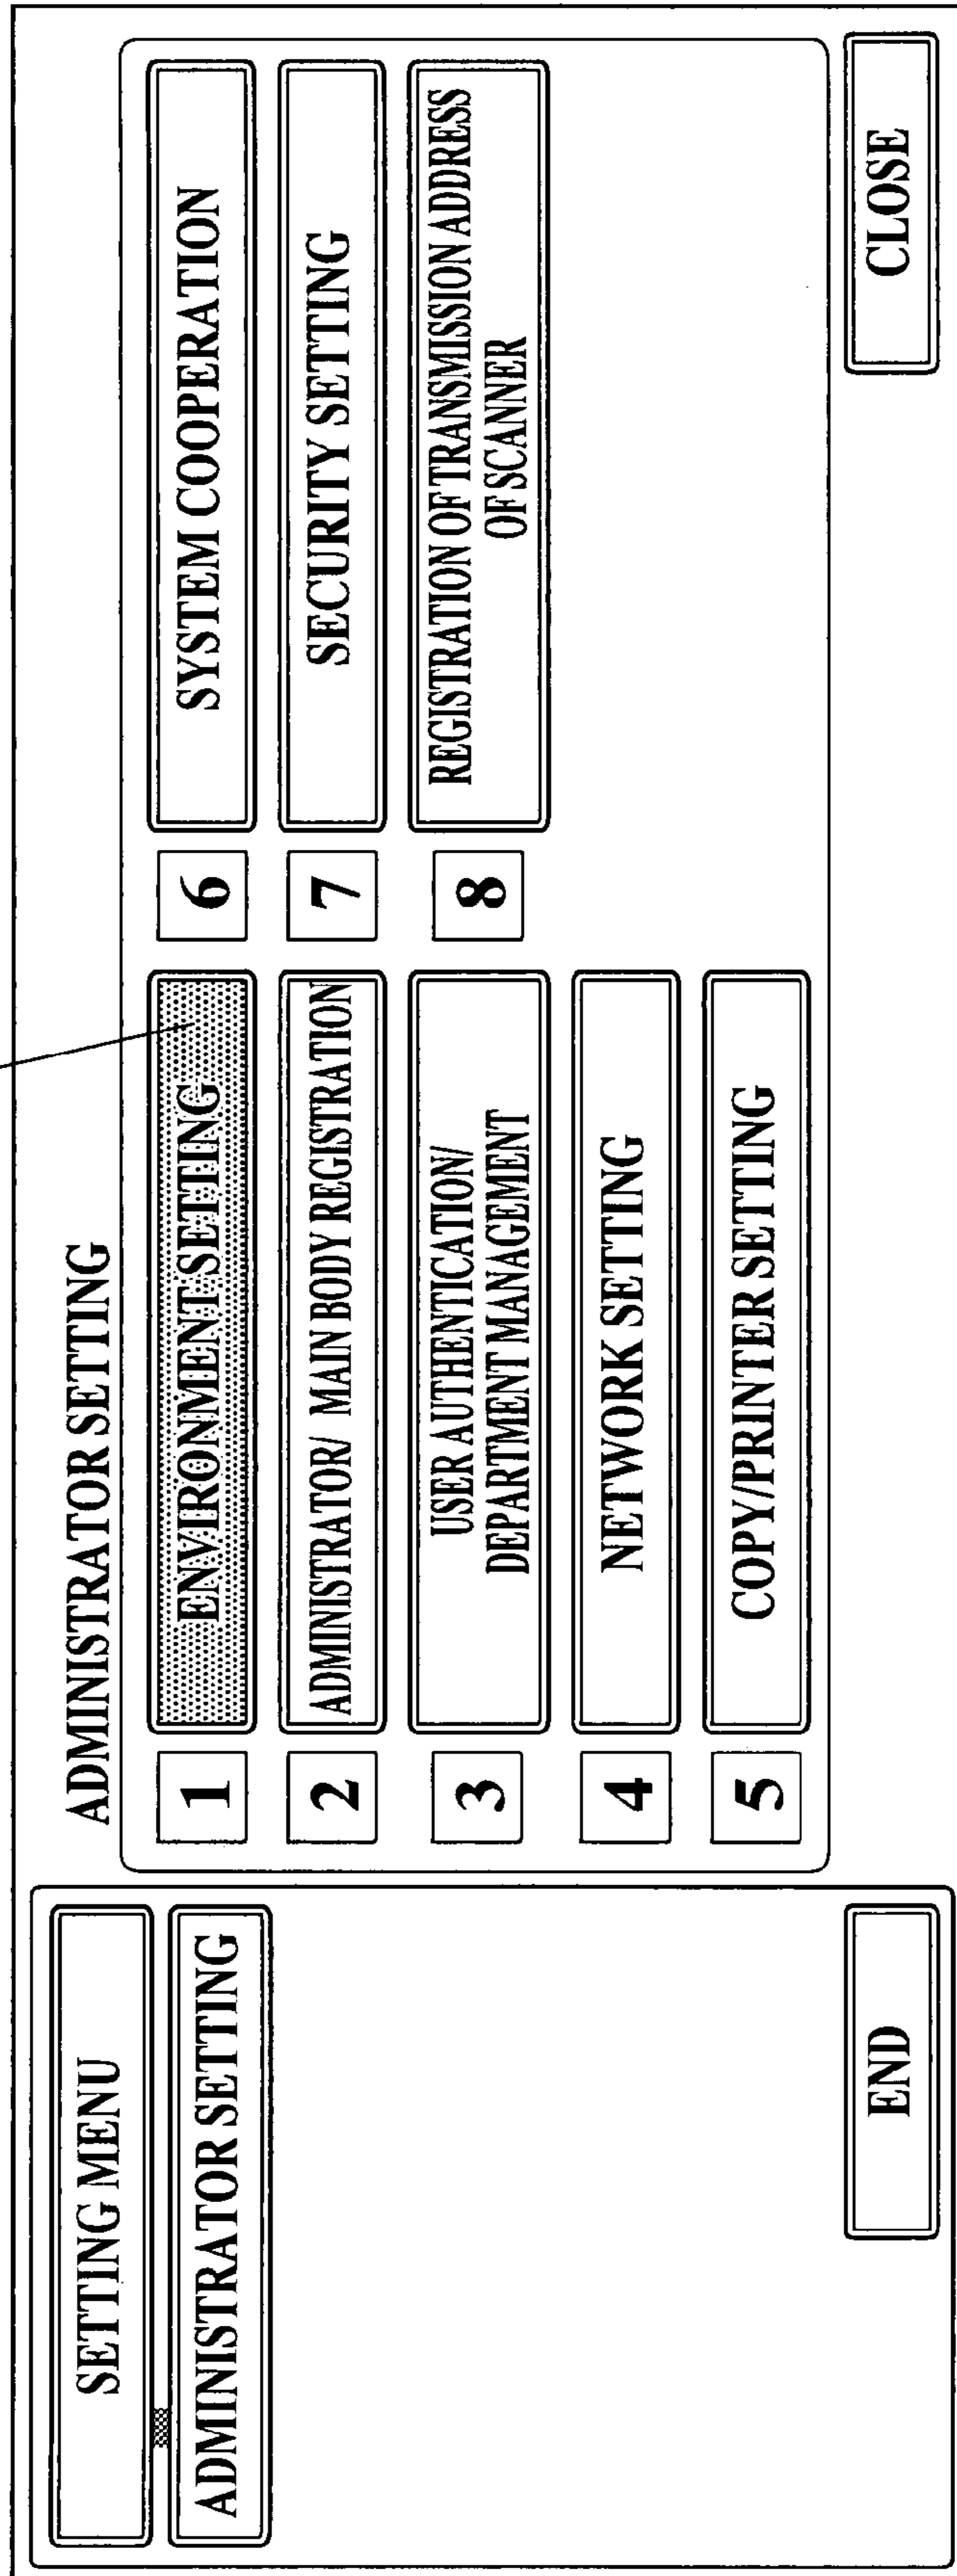 SETTING MENU
ADMINISTRATOR SETTING
END
ADMINISTRATOR SETTING
1 ENVIRONMENT SETTING
2 ADMINISTRATOR/ MAIN BODY REGISTRATION
3 USER AUTHENTICATION/
DEPARTMENT MANAGEMENT
4 NETWORK SETTING
5 COPY/PRINTER SETTING
6 SYSTEM COOPERATION
7 SECURITY SETTING
8 REGISTRATION OF TRANSMISSION ADDRESS
OF SCANNER
CLOSE